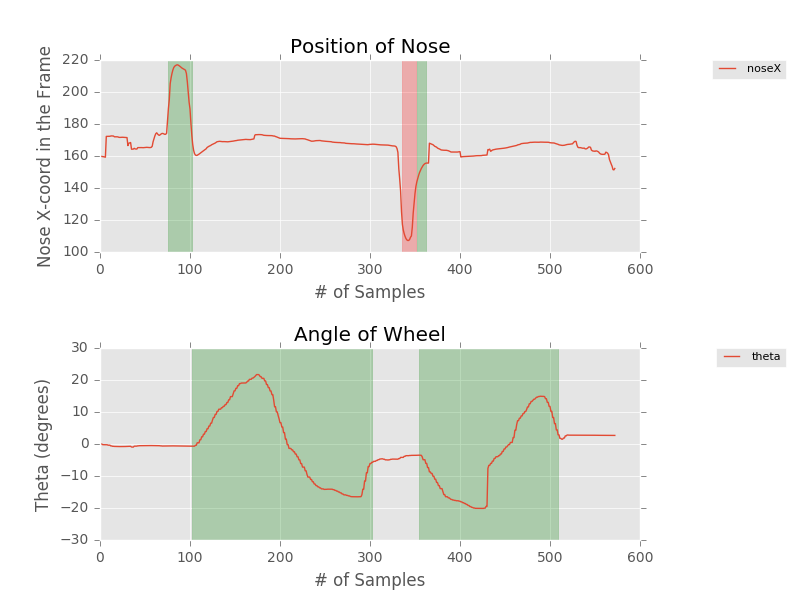 Position of Nose
noseX
Nose X-coord in the Frame
220
200
180
160
140
120
100
0 100 200 300 400 500 600
# of Samples
Angle of Wheel
theta
Theta (degrees)
30
20
10
0
−10
−20
−30
0 100 200 300 400 500 600
# of Samples